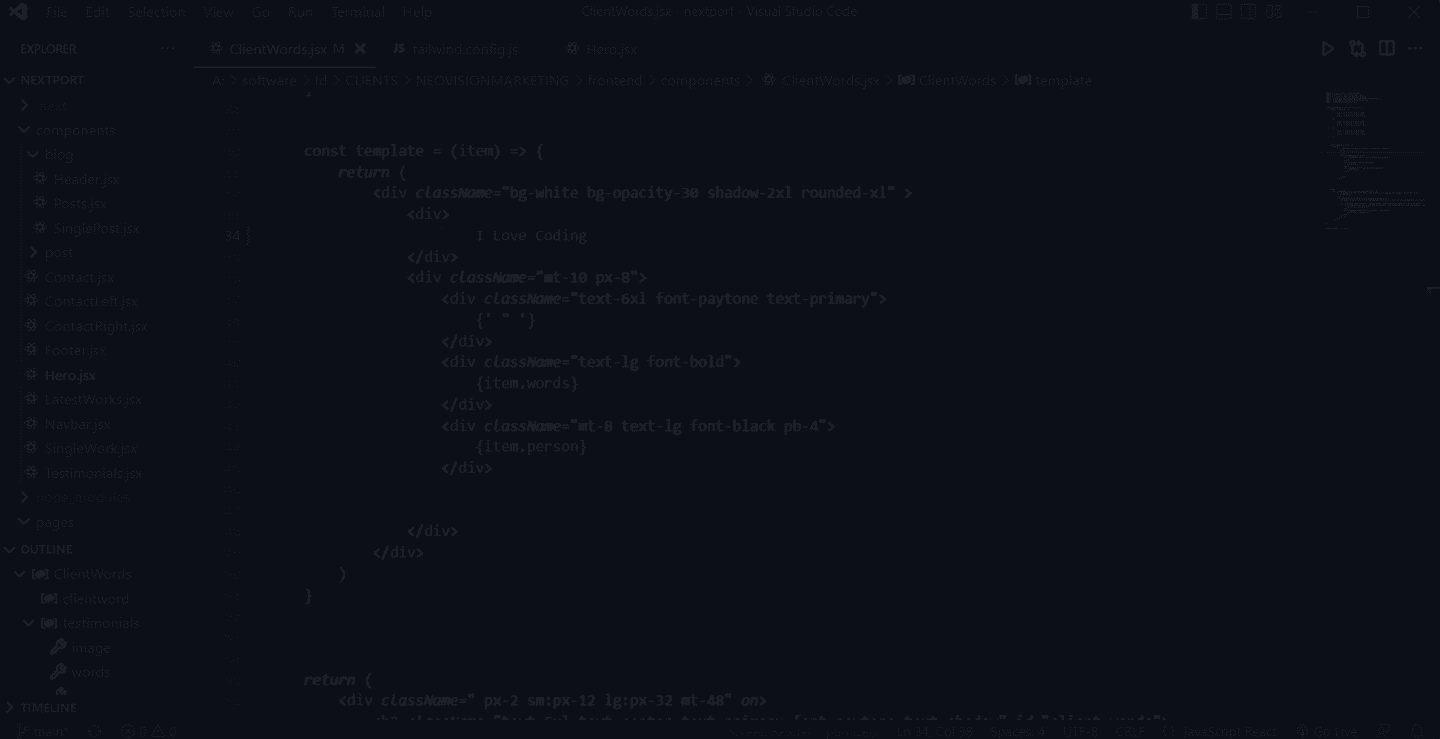 File Edit Selection View Go Run Terminal Help ClientWords.jsx - nextport - Visual Studio Code
EXPLORER
ClientWords.jsx M
tailwind.config.js
Hero.jsx
NEXTPORT
A: > software > fd > CLIENTS > NEOVISIONMARKETING > frontend > components > ClientWords.jsx > ClientWords > template
.next
components
blog
Header.jsx
Posts.jsx
SinglePost.jsx
post
Contact.jsx
ContactLeft.jsx
ContactRight.jsx
Footer.jsx
Hero.jsx
LatestWorks.jsx
Navbar.jsx
SingleWork.jsx
Testimonials.jsx
node_modules
pages
OUTLINE
ClientWords
clientword
testimonials
image
words
TIMELINE
const template = (item) => {
return (
<div className="bg-white bg-opacity-30 shadow-2xl rounded-xl" >
<div>
34 I Love Coding
</div>
<div className="mt-10 px-8">
<div className="text-6xl font-paytone text-primary">
{' " '}
</div>
<div className="text-lg font-bold">
{item.words}
</div>
<div className="mt-8 text-lg font-black pb-4">
{item.person}
</div>
</div>
</div>
)
}
return (
<div className=" px-2 sm:px-12 lg:px-32 mt-48" on>
main* 0 0 Ln 34, Col 38 Spaces: 4 UTF-8 CRLF JavaScript React Go Live